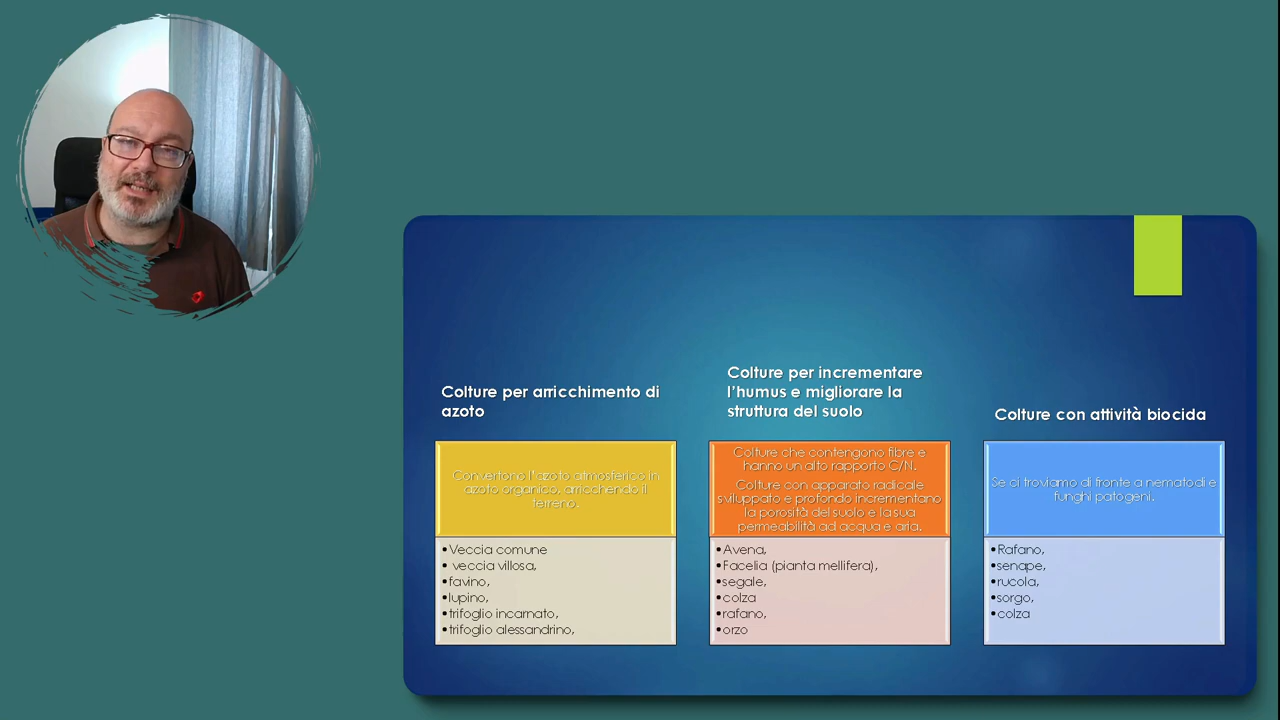 Colture per arricchimento di
azoto
Convertono l'azoto atmosferico in
azoto organico, arricchendo il
terreno.
•Veccia comune
• veccia villosa,
•favino,
•lupino,
•trifoglio incarnato,
•trifoglio alessandrino,
Colture per incrementare
l'humus e migliorare la
struttura del suolo
Colture che contengono fibre e
hanno un alto rapporto C/N.
Colture con apparato radicale
sviluppato e profondo incrementano
la porosità del suolo e la sua
permeabilità ad acqua e aria.
•Avena,
•Facelia (pianta mellifera),
•segale,
•colza
•rafano,
•orzo
Colture con attività biocida
Se ci troviamo di fronte a nematodi e
funghi patogeni.
•Rafano,
•senape,
•rucola,
•sorgo,
•colza